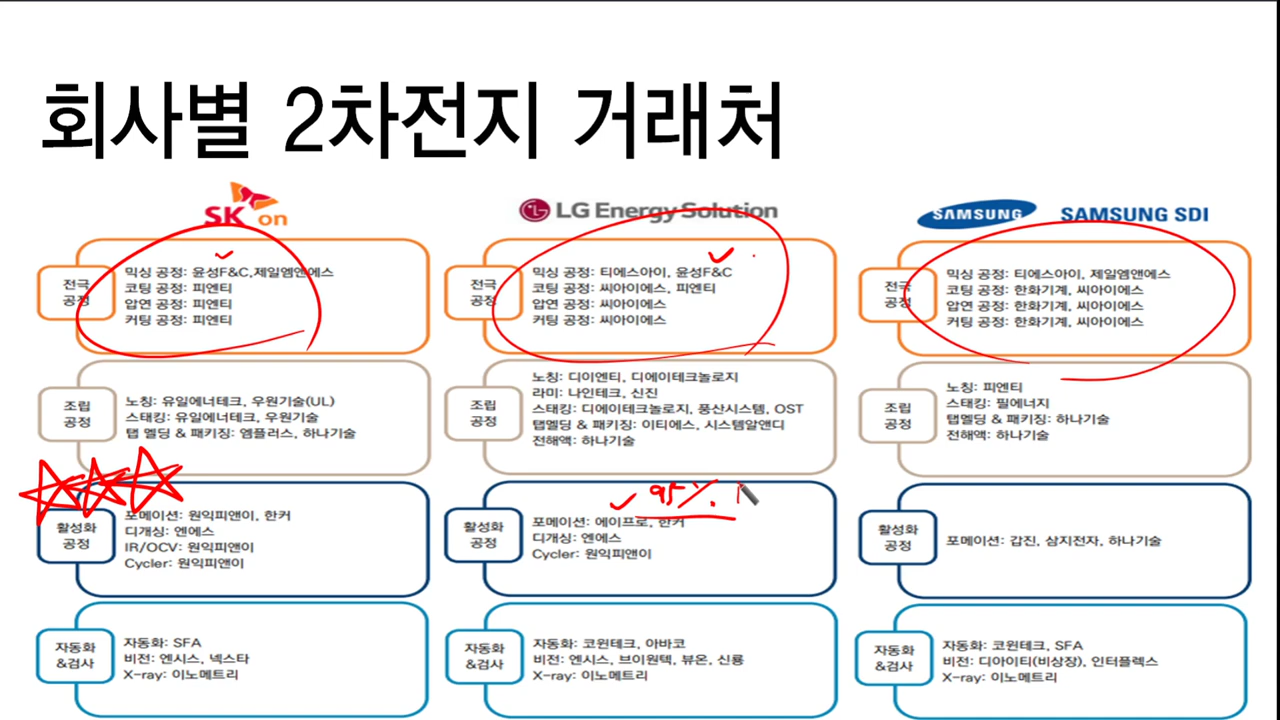 회사별 2차전지 거래처
SK on
LG Energy Solution
SAMSUNG SAMSUNG SDI
전극
공정
믹싱 공정: 윤성F&C,제일엠앤에스
코팅 공정: 피엔티
압연 공정: 피엔티
커팅 공정: 피엔티
전극
공정
믹싱 공정: 티에스아이, 윤성F&C
코팅 공정: 씨아이에스, 피엔티
압연 공정: 씨아이에스
커팅 공정: 씨아이에스
전극
공정
믹싱 공정: 티에스아이, 제일엠앤에스
코팅 공정: 한화기계, 씨아이에스
압연 공정: 한화기계, 씨아이에스
커팅 공정: 한화기계, 씨아이에스
조립
공정
노칭: 유일에너테크, 우원기술(UL)
스태킹: 유일에너테크, 우원기술
탭 멜딩 & 패키징: 엠플러스, 하나기술
조립
공정
노칭: 디이엔티, 디에이테크놀로지
라미: 나인테크, 신진
스태킹: 디에이테크놀로지, 풍산시스템, OST
탭멜딩 & 패키징: 이티에스, 시스템알앤디
전해액: 하나기술
조립
공정
노칭: 피엔티
스태킹: 필에너지
탭멜딩 & 패키징: 하나기술
전해액: 하나기술
활성화
공정
포메이션: 원익피앤이, 한커
디개싱: 엔에스
IR/OCV: 원익피앤이
Cycler: 원익피앤이
95%.
활성화
공정
포메이션: 에이프로, 한커
디개싱: 엔에스
Cycler: 원익피앤이
활성화
공정
포메이션: 갑진, 삼지전자, 하나기술
자동화
&검사
자동화: SFA
비전: 엔시스, 넥스타
X-ray: 이노메트리
자동화
&검사
자동화: 코윈테크, 아바코
비전: 엔시스, 브이원텍, 뷰온, 신룡
X-ray: 이노메트리
자동화
&검사
자동화: 코윈테크, SFA
비전: 디아이티(비상장), 인터플렉스
X-ray: 이노메트리